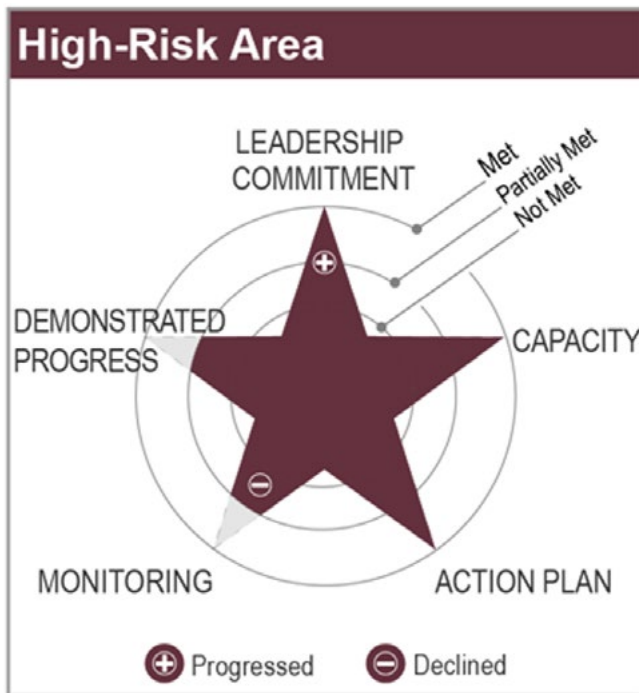 High-Risk Area
LEADERSHIP
COMMITMENT
Met
Partially Met
Not Met
DEMONSTRATED
PROGRESS
CAPACITY
MONITORING
ACTION PLAN
Progressed
Declined